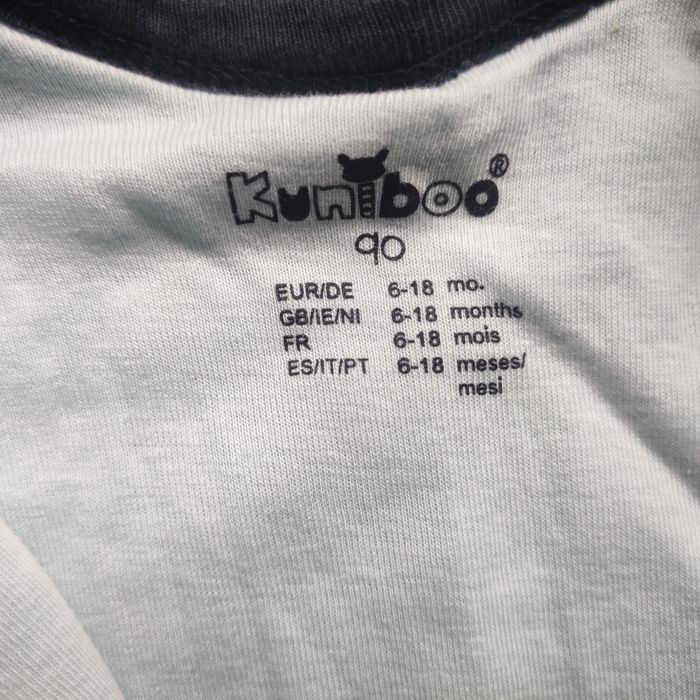 Kuniboo®
90
EUR/DE 6-18 mo.
GB/IE/NI 6-18 months
FR 6-18 mois
ES/IT/PT 6-18 meses/
mesi